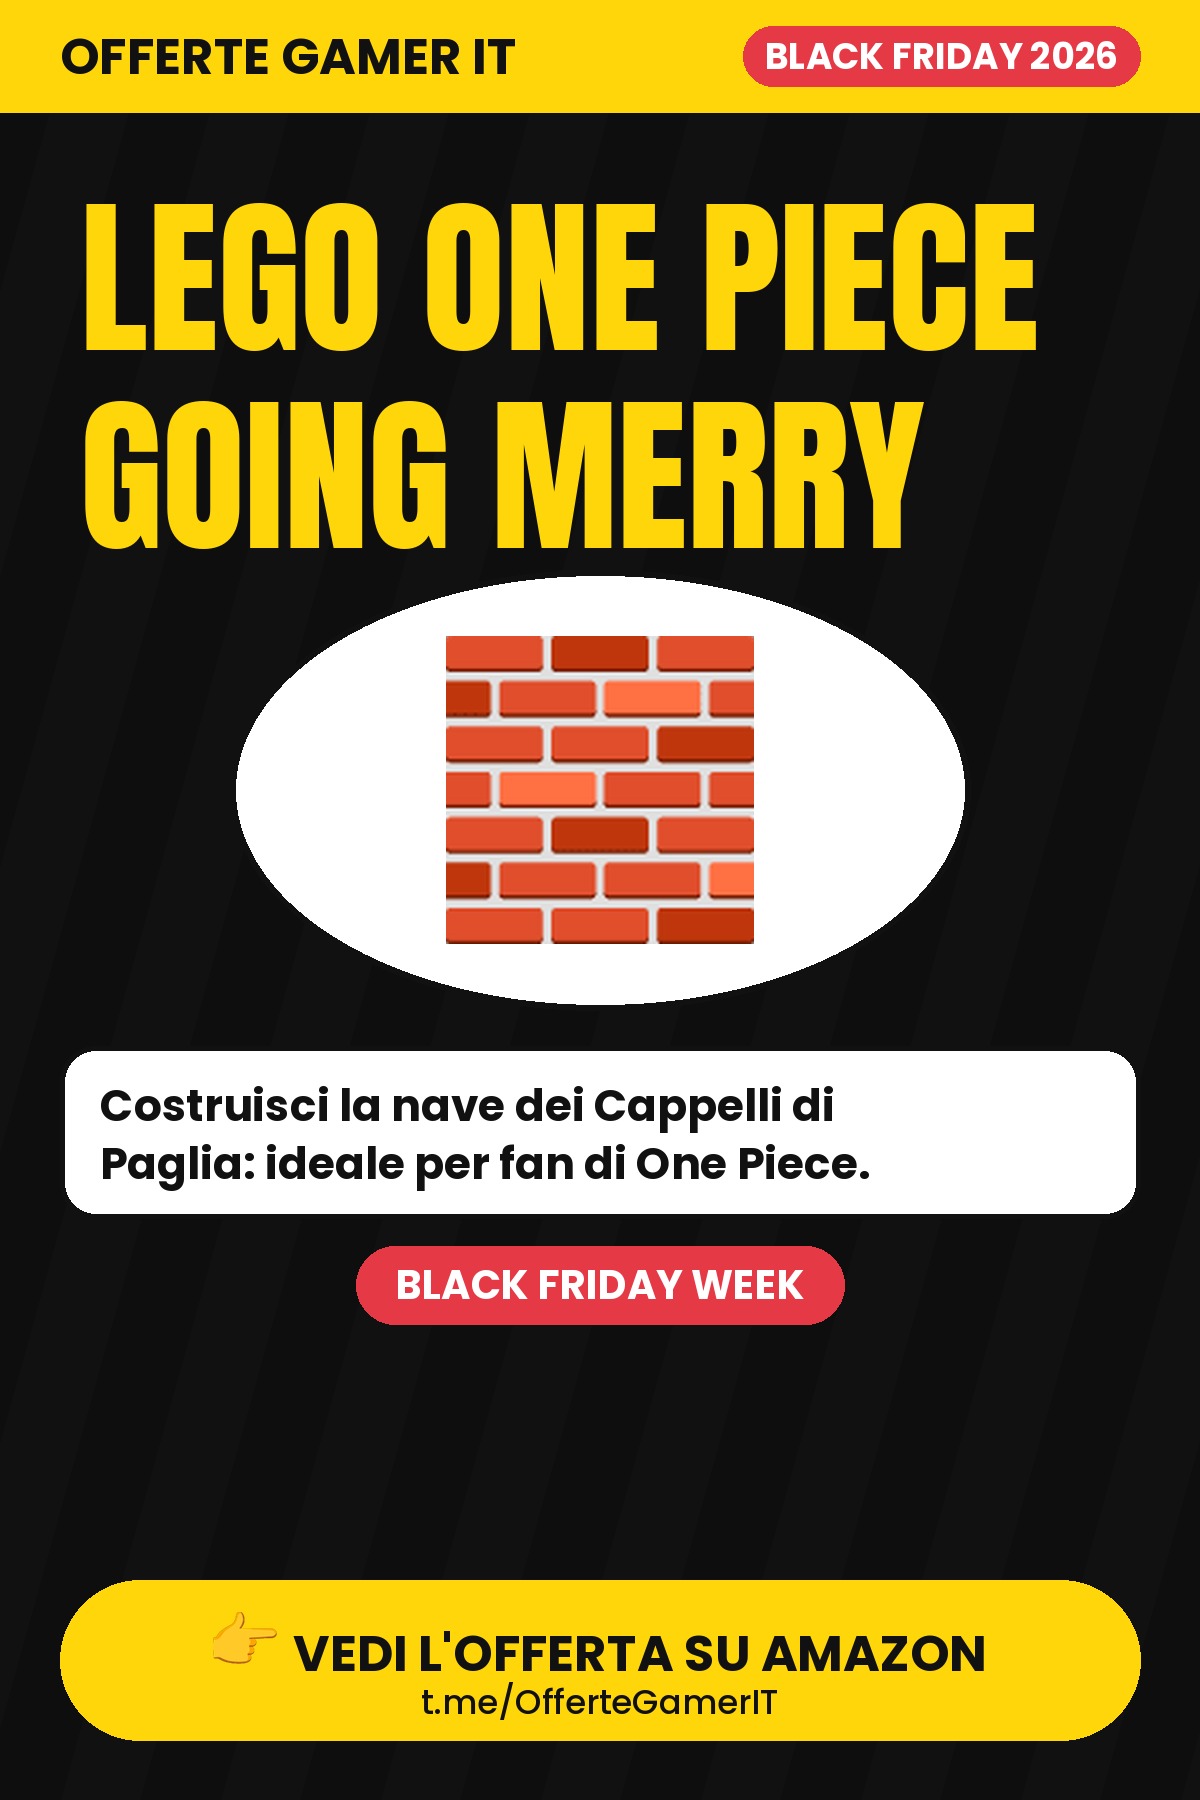 OFFERTE GAMER IT
BLACK FRIDAY 2026
LEGO ONE PIECE
GOING MERRY
Costruisci la nave dei Cappelli di
Paglia: ideale per fan di One Piece.
BLACK FRIDAY WEEK
👉 VEDI L'OFFERTA SU AMAZON
t.me/OfferteGamerIT